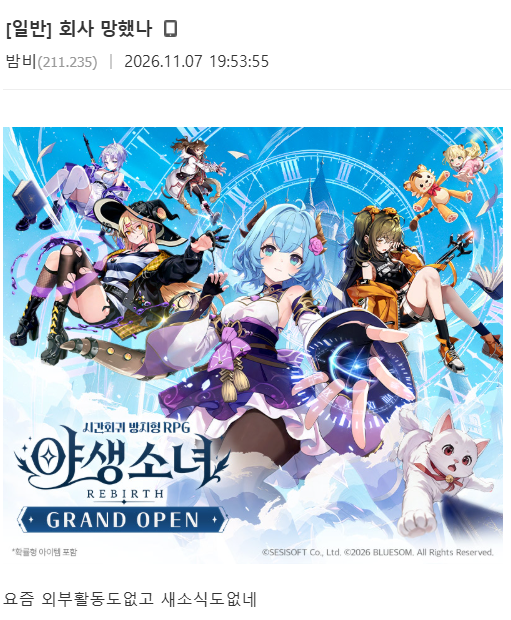 [일반] 회사 망했나
밤비(211.235) | 2026.11.07 19:53:55
시간회귀 방치형 RPG
야생소녀
REBIRTH
GRAND OPEN
*확률형 아이템 포함
©SESISOFT Co., Ltd. ©2026 BLUESOM. All Rights Reserved.
요즘 외부활동도없고 새소식도없네